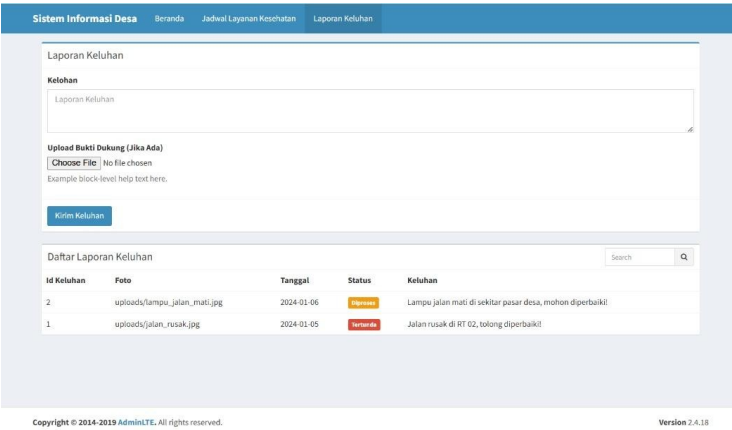 Sistem Informasi Desa Beranda Jadwal Layanan Kesehatan Laporan Keluhan
Laporan Keluhan
Kelohan
Laporan Keluhan
Upload Bukti Dukung (Jika Ada)
Choose File No file chosen
Example block-level help text here.
Kirim Keluhan
Daftar Laporan Keluhan Search
Id Keluhan Foto Tanggal Status Keluhan
2 uploads/lampu_jalan_mati.jpg 2024-01-06 Diproses Lampu jalan mati di sekitar pasar desa, mohon diperbaiki!
1 uploads/jalan_rusak.jpg 2024-01-05 Tertunda Jalan rusak di RT 02, tolong diperbaiki!
Copyright © 2014-2019 AdminLTE. All rights reserved. Version 2.4.18